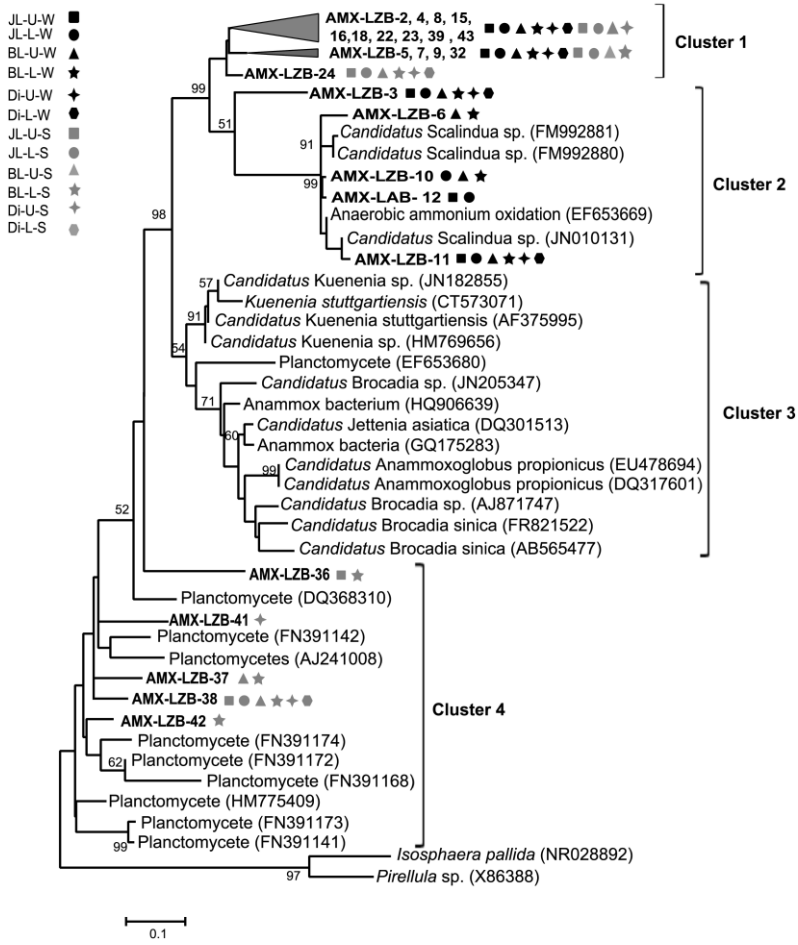 JL-U-W
JL-L-W
BL-U-W
BL-L-W
Di-U-W
Di-L-W
JL-U-S
JL-L-S
BL-U-S
BL-L-S
Di-U-S
Di-L-S
AMX-LZB-2, 4, 8, 15,
16,18, 22, 23, 39 , 43
AMX-LZB-5, 7, 9, 32
AMX-LZB-24
Cluster 1
99
AMX-LZB-3
51
AMX-LZB-6
91
Candidatus Scalindua sp. (FM992881)
Candidatus Scalindua sp. (FM992880)
99
AMX-LZB-10
AMX-LAB- 12
Anaerobic ammonium oxidation (EF653669)
Candidatus Scalindua sp. (JN010131)
AMX-LZB-11
Cluster 2
98
57
Candidatus Kuenenia sp. (JN182855)
Kuenenia stuttgartiensis (CT573071)
91
Candidatus Kuenenia stuttgartiensis (AF375995)
Candidatus Kuenenia sp. (HM769656)
54
Planctomycete (EF653680)
71
Candidatus Brocadia sp. (JN205347)
Anammox bacterium (HQ906639)
60
Candidatus Jettenia asiatica (DQ301513)
Anammox bacteria (GQ175283)
99
Candidatus Anammoxoglobus propionicus (EU478694)
Candidatus Anammoxoglobus propionicus (DQ317601)
Candidatus Brocadia sp. (AJ871747)
Candidatus Brocadia sinica (FR821522)
Candidatus Brocadia sinica (AB565477)
Cluster 3
52
AMX-LZB-36
Planctomycete (DQ368310)
AMX-LZB-41
Planctomycete (FN391142)
Planctomycetes (AJ241008)
AMX-LZB-37
AMX-LZB-38
AMX-LZB-42
Planctomycete (FN391174)
62
Planctomycete (FN391172)
Planctomycete (FN391168)
Planctomycete (HM775409)
Planctomycete (FN391173)
99
Planctomycete (FN391141)
Cluster 4
Isosphaera pallida (NR028892)
97
Pirellula sp. (X86388)
0.1